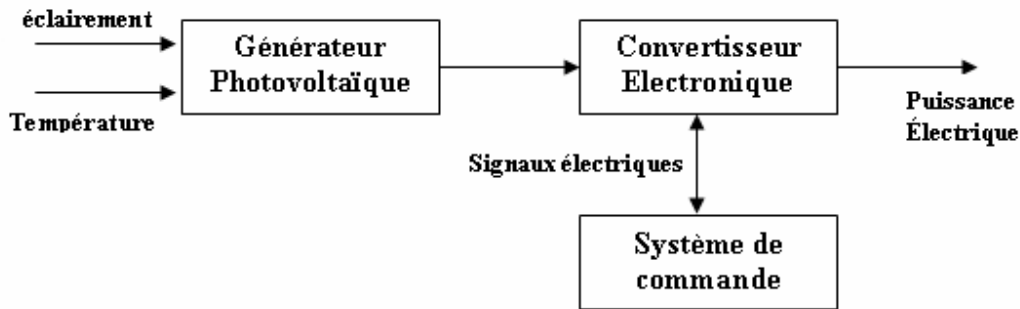 éclairement
Température
Générateur
Photovoltaïque
Convertisseur
Electronique
Puissance
Électrique
Signaux électriques
Système de
commande